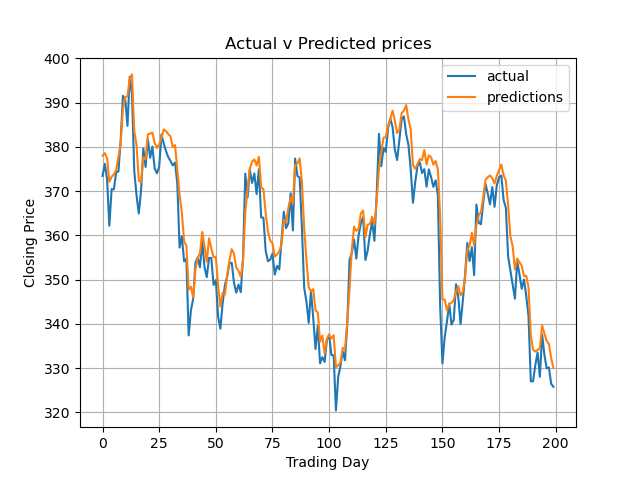 Actual v Predicted prices
actual
predictions
Closing Price
400
390
380
370
360
350
340
330
320
0 25 50 75 100 125 150 175 200
Trading Day